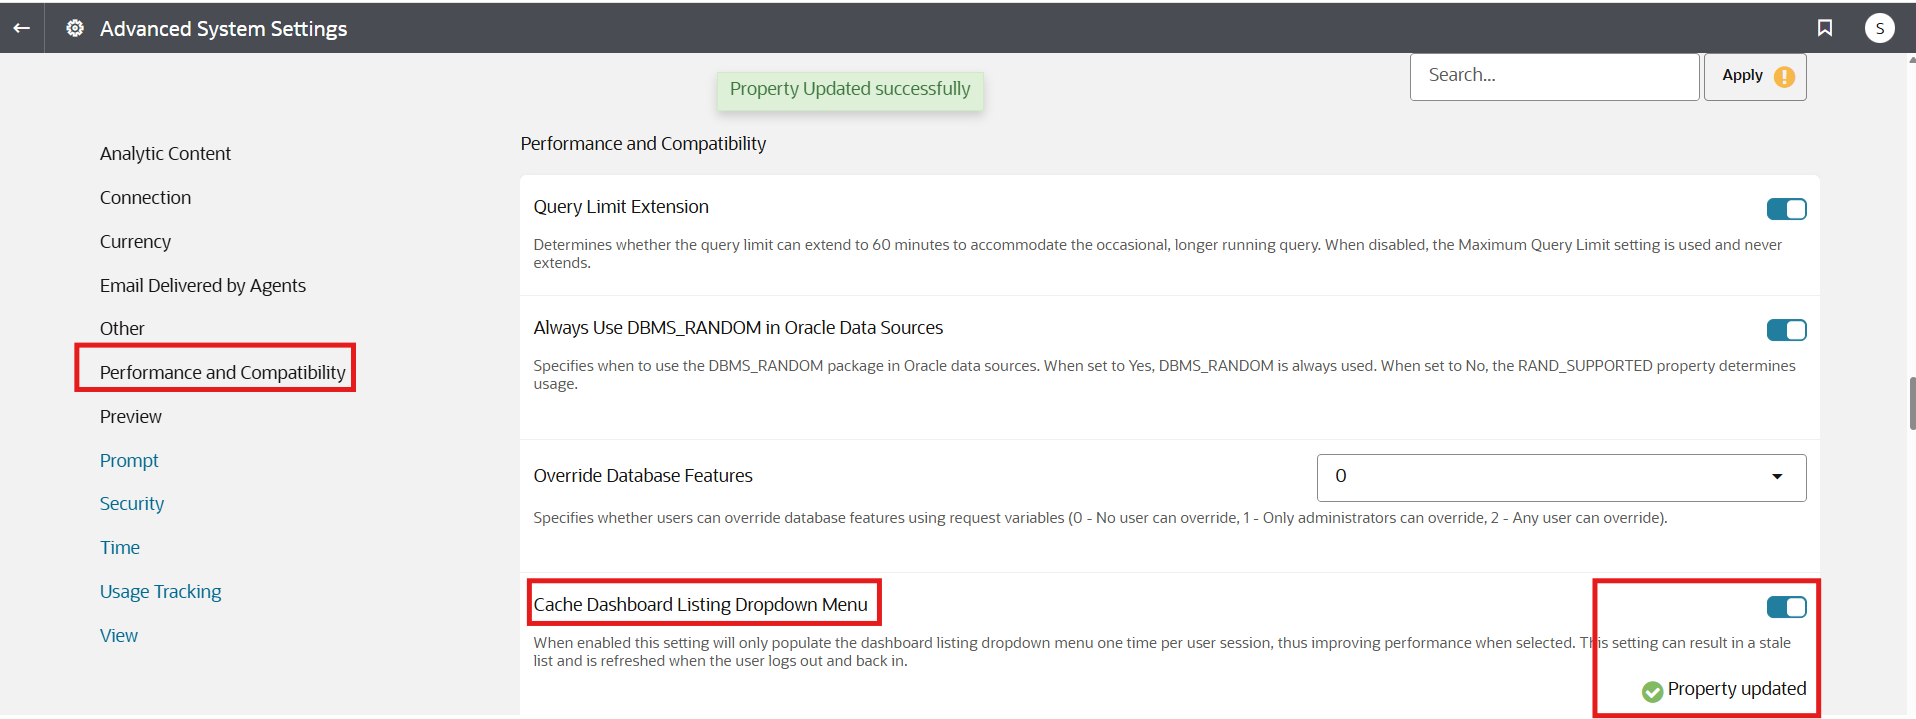 Advanced System Settings
S
Search...
Apply
Property Updated successfully
Analytic Content
Connection
Currency
Email Delivered by Agents
Other
Performance and Compatibility
Preview
Prompt
Security
Time
Usage Tracking
View
Performance and Compatibility
Query Limit Extension
Determines whether the query limit can extend to 60 minutes to accommodate the occasional, longer running query. When disabled, the Maximum Query Limit setting is used and never
extends.
Always Use DBMS_RANDOM in Oracle Data Sources
Specifies when to use the DBMS_RANDOM package in Oracle data sources. When set to Yes, DBMS_RANDOM is always used. When set to No, the RAND_SUPPORTED property determines
usage.
Override Database Features
0
Specifies whether users can override database features using request variables (0 - No user can override, 1 - Only administrators can override, 2 - Any user can override).
Cache Dashboard Listing Dropdown Menu
When enabled this setting will only populate the dashboard listing dropdown menu one time per user session, thus improving performance when selected. This setting can result in a stale
list and is refreshed when the user logs out and back in.
Property updated